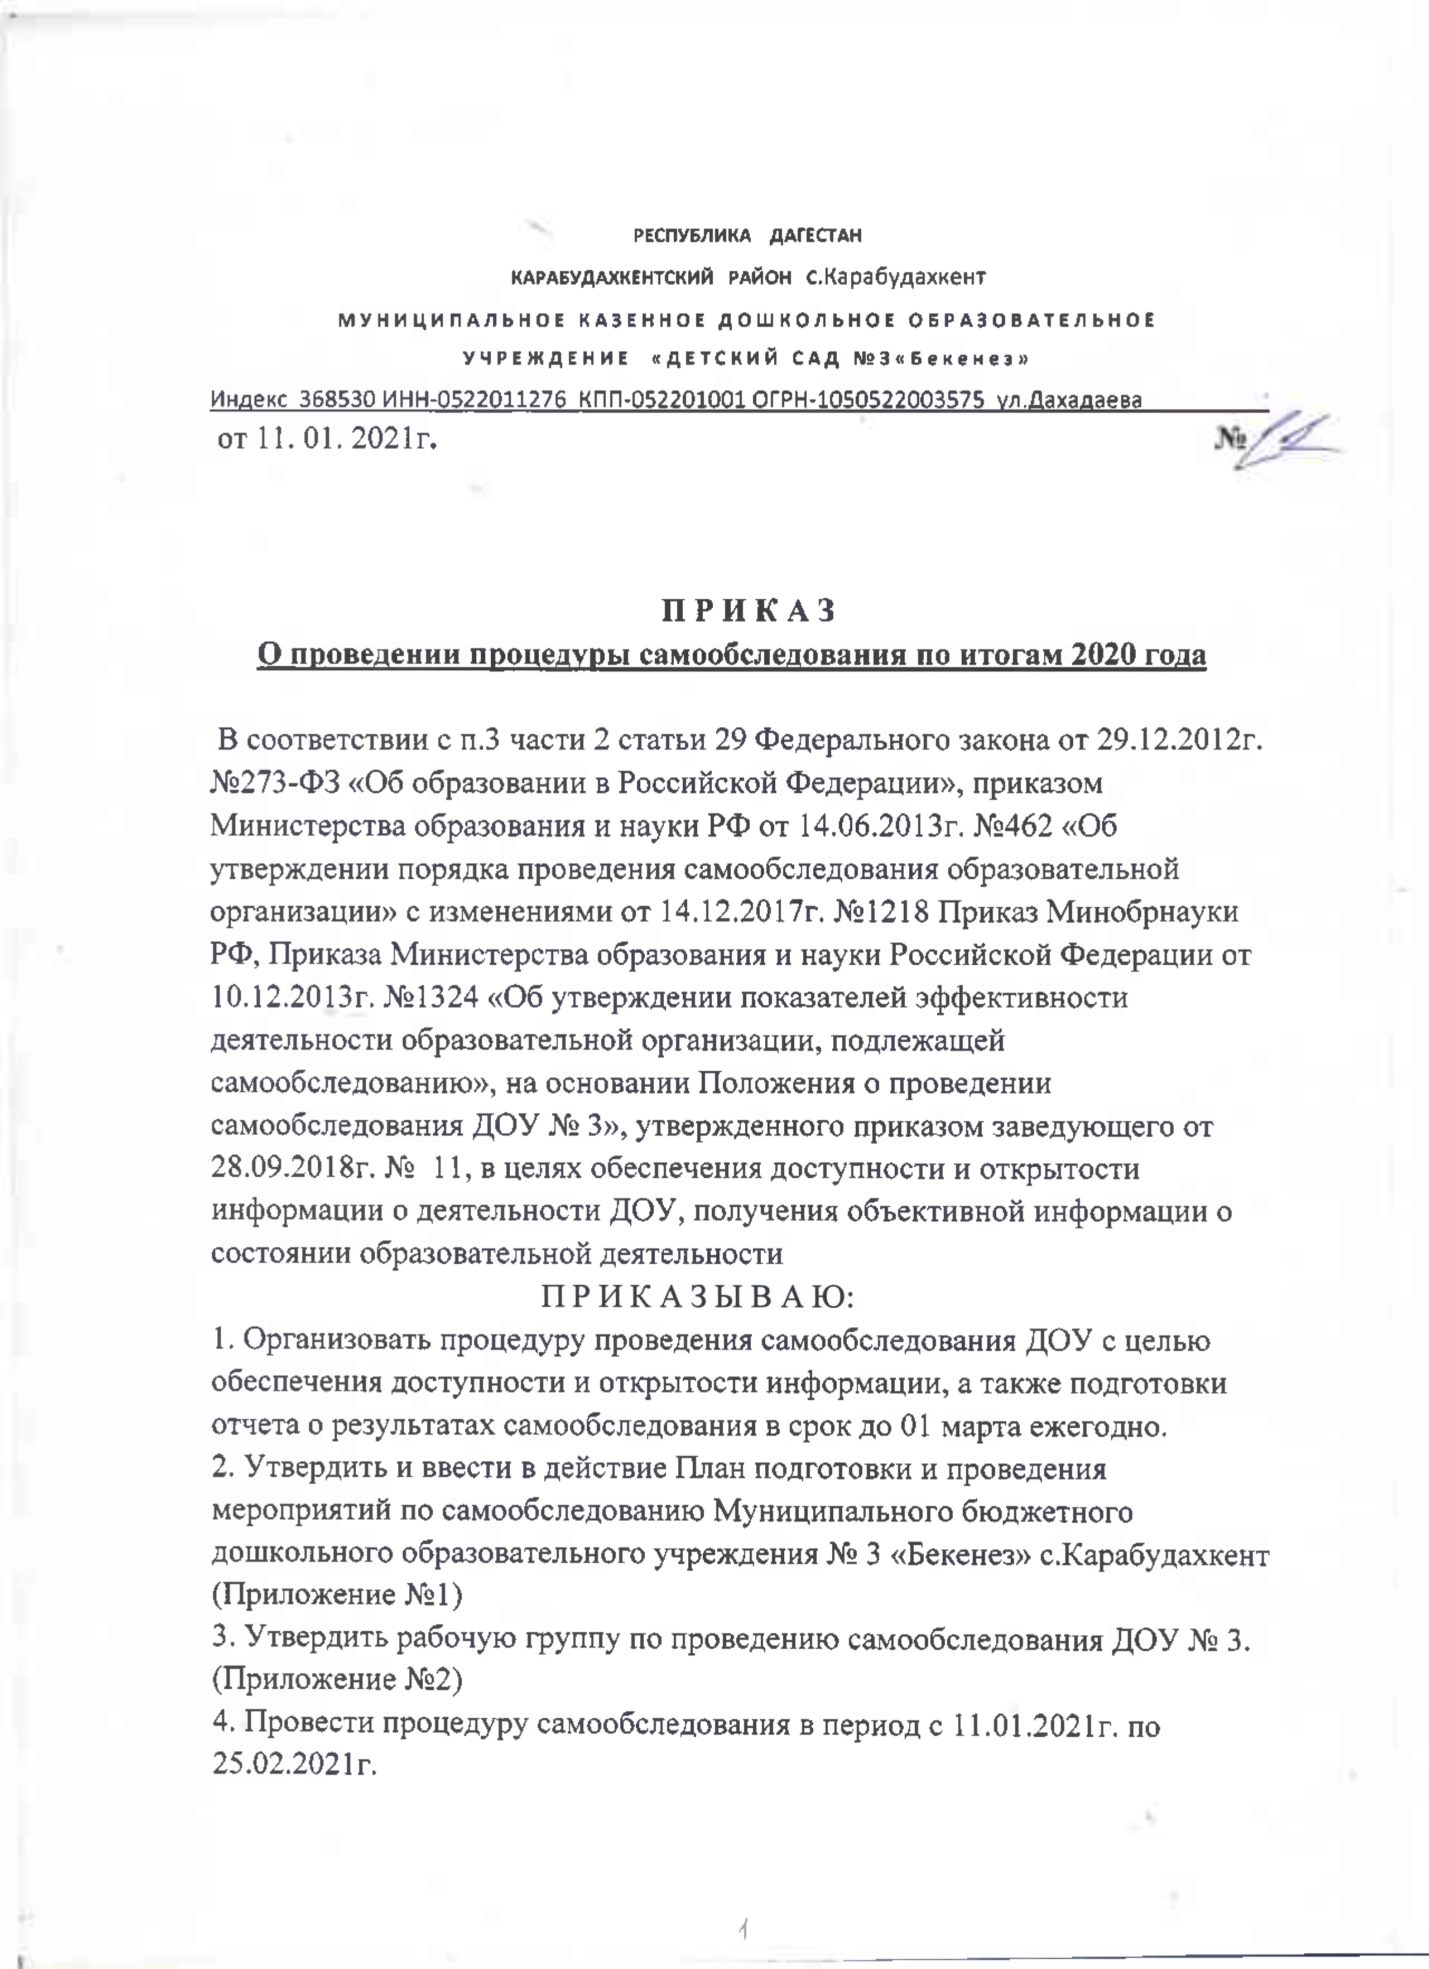 РЕСПУБЛИКА ДАГЕСТАН
КАРАБУДАХКЕНТСКИЙ РАЙОН С.Карабудахкент
МУНИЦИПАЛЬНОЕ КАЗЕННОЕ ДОШКОЛЬНОЕ ОБРАЗОВАТЕЛЬНОЕ
УЧРЕЖДЕНИЕ «ДЕТСКИЙ САД №3«Бекенез»
Индекс 368530 ИНН-0522011276 КПП-052201001 ОГРН-1050522003575 ул.Дахадаева
от 11. 01. 2021г. №
П Р И К А З
О проведении процедуры самообследования по итогам 2020 года
В соответствии с п.3 части 2 статьи 29 Федерального закона от 29.12.2012г.
№273-ФЗ «Об образовании в Российской Федерации», приказом
Министерства образования и науки РФ от 14.06.2013г. №462 «Об
утверждении порядка проведения самообследования образовательной
организации» с изменениями от 14.12.2017г. №1218 Приказ Минобрнауки
РФ, Приказа Министерства образования и науки Российской Федерации от
10.12.2013г. №1324 «Об утверждении показателей эффективности
деятельности образовательной организации, подлежащей
самообследованию», на основании Положения о проведении
самообследования ДОУ № 3», утвержденного приказом заведующего от
28.09.2018г. № 11, в целях обеспечения доступности и открытости
информации о деятельности ДОУ, получения объективной информации о
состоянии образовательной деятельности
П Р И К А З Ы В А Ю:
1. Организовать процедуру проведения самообследования ДОУ с целью
обеспечения доступности и открытости информации, а также подготовки
отчета о результатах самообследования в срок до 01 марта ежегодно.
2. Утвердить и ввести в действие План подготовки и проведения
мероприятий по самообследованию Муниципального бюджетного
дошкольного образовательного учреждения № 3 «Бекенез» с.Карабудахкент
(Приложение №1)
3. Утвердить рабочую группу по проведению самообследования ДОУ № 3.
(Приложение №2)
4. Провести процедуру самообследования в период с 11.01.2021г. по
25.02.2021г.
1